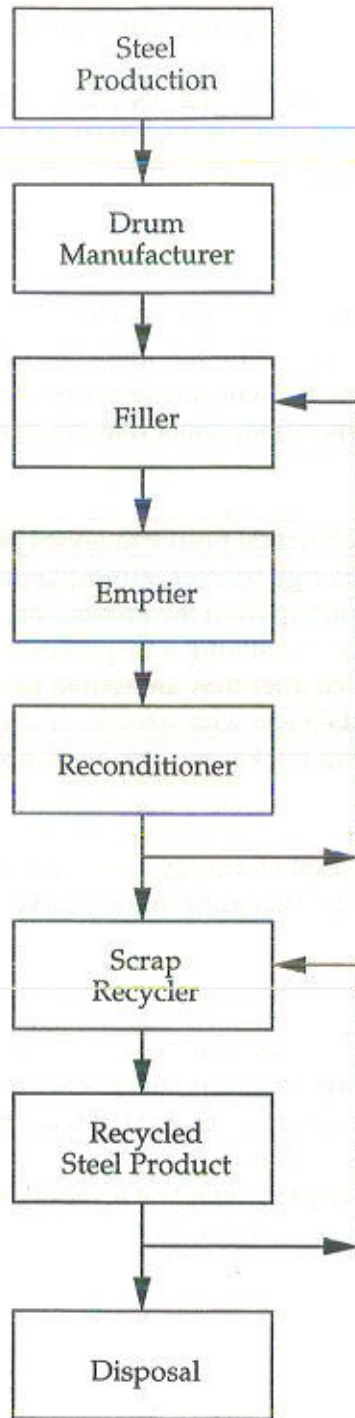 Steel
Production
Drum
Manufacturer
Filler
Emptier
Reconditioner
Scrap
Recycler
Recycled
Steel Product
Disposal